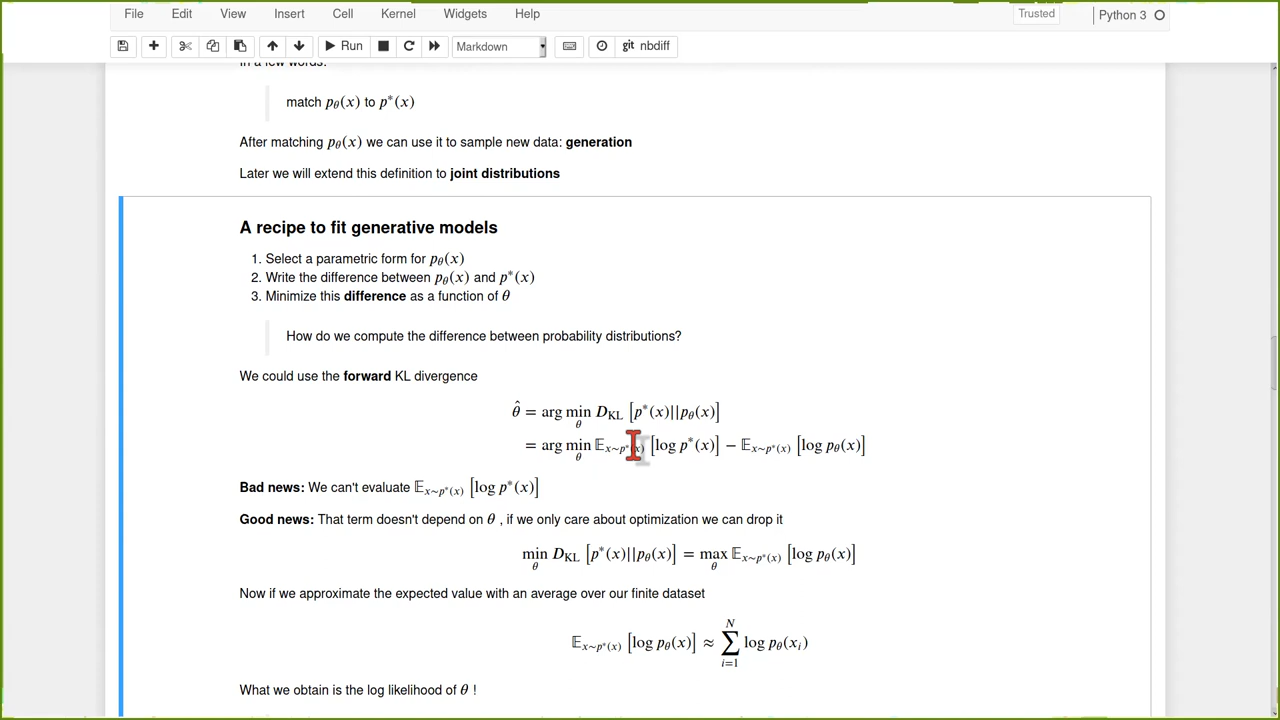 File Edit View Insert Cell Kernel Widgets Help Trusted Python 3
Run Markdown git nbdiff
In a few words:
match pθ(x) to p*(x)
After matching pθ(x) we can use it to sample new data: generation
Later we will extend this definition to joint distributions
A recipe to fit generative models
1. Select a parametric form for pθ(x)
2. Write the difference between pθ(x) and p*(x)
3. Minimize this difference as a function of θ
How do we compute the difference between probability distributions?
We could use the forward KL divergence
θ̂ = arg min_θ D_KL [p*(x)||pθ(x)]
= arg min_θ 𝔼_{x∼p*(x)} [log p*(x)] − 𝔼_{x∼p*(x)} [log pθ(x)]
Bad news: We can't evaluate 𝔼_{x∼p*(x)} [log p*(x)]
Good news: That term doesn't depend on θ , if we only care about optimization we can drop it
min_θ D_KL [p*(x)||pθ(x)] = max_θ 𝔼_{x∼p*(x)} [log pθ(x)]
Now if we approximate the expected value with an average over our finite dataset
𝔼_{x∼p*(x)} [log pθ(x)] ≈ ∑_{i=1}^{N} log pθ(x_i)
What we obtain is the log likelihood of θ !